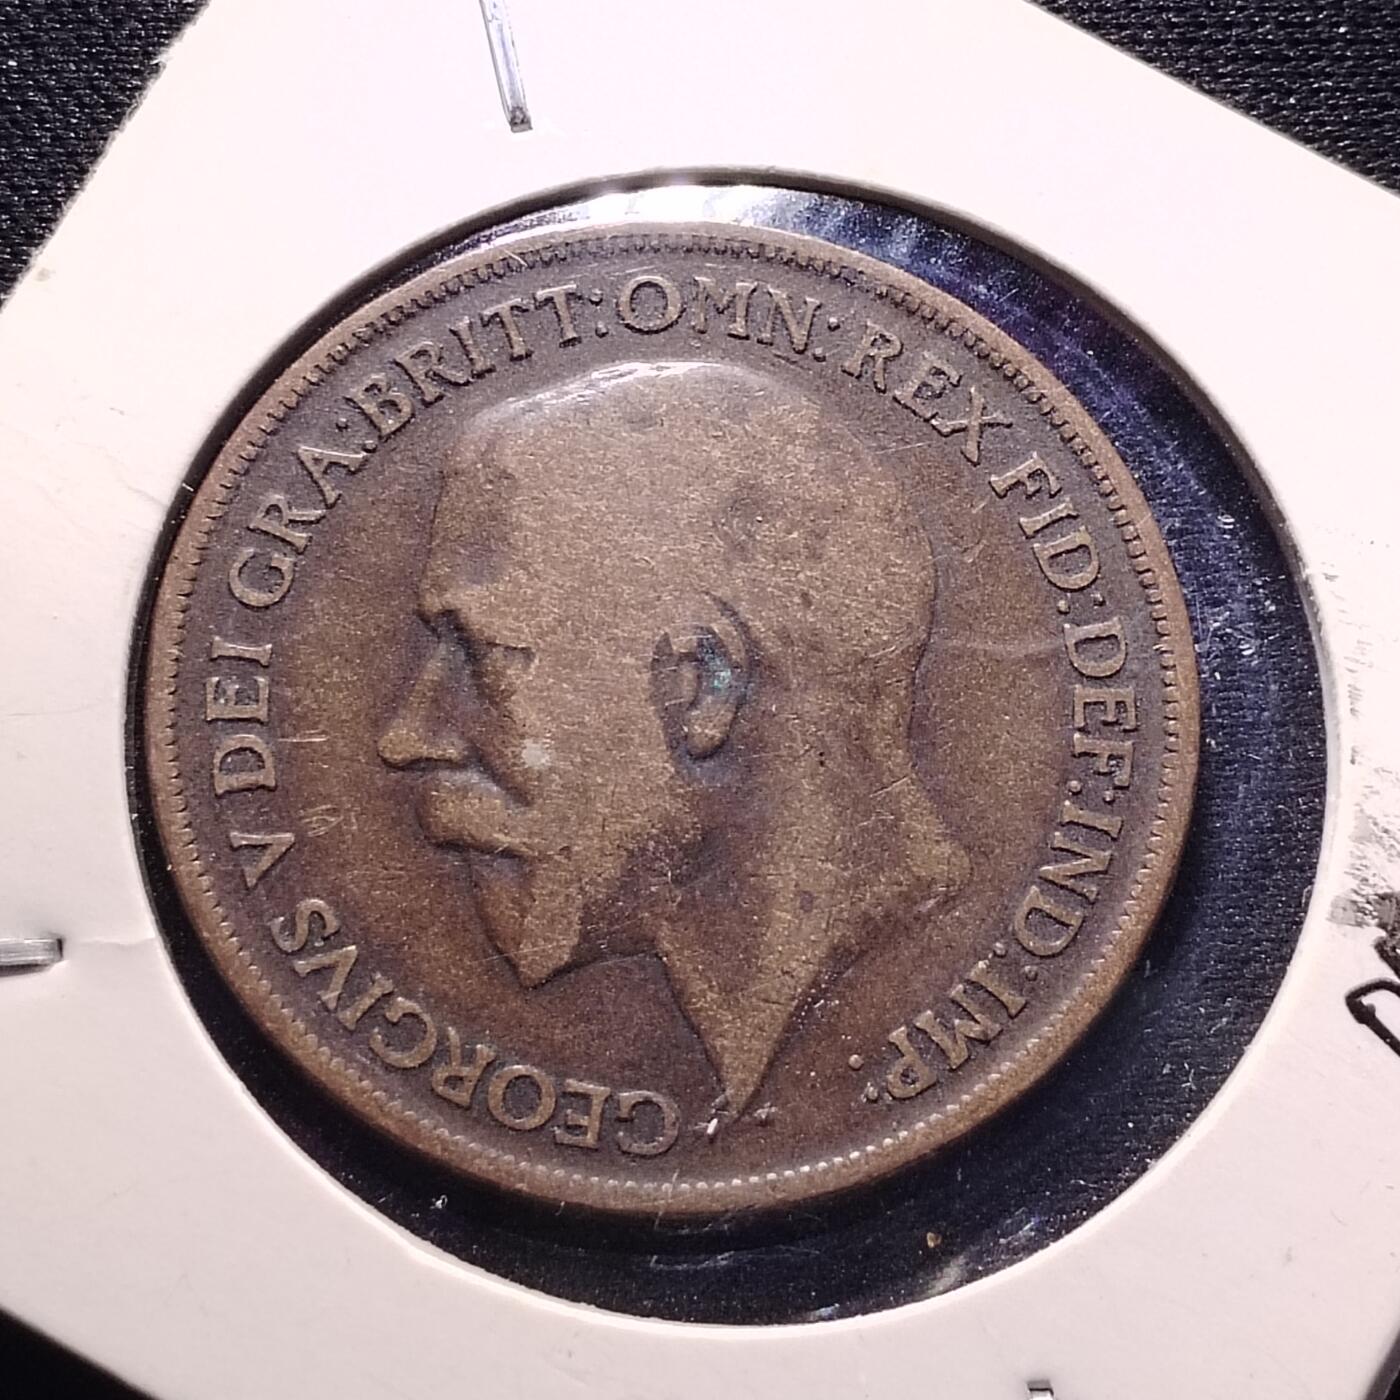 GEORGIVS V DEI GRA:BRITT:OMN:REX FID:DEF:IND:IMP: